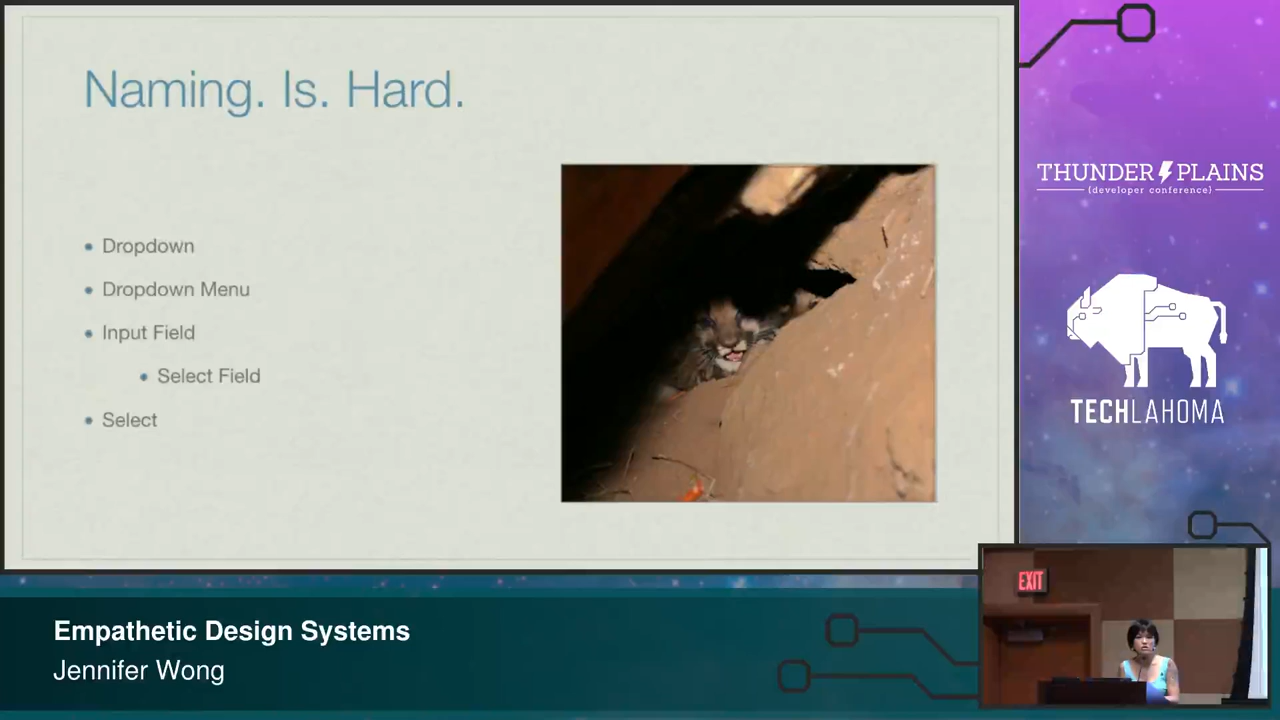 Naming. Is. Hard.
Dropdown
Dropdown Menu
Input Field
Select Field
Select
THUNDER PLAINS
{developer conference}
TECHLAHOMA
EXIT
Empathetic Design Systems
Jennifer Wong